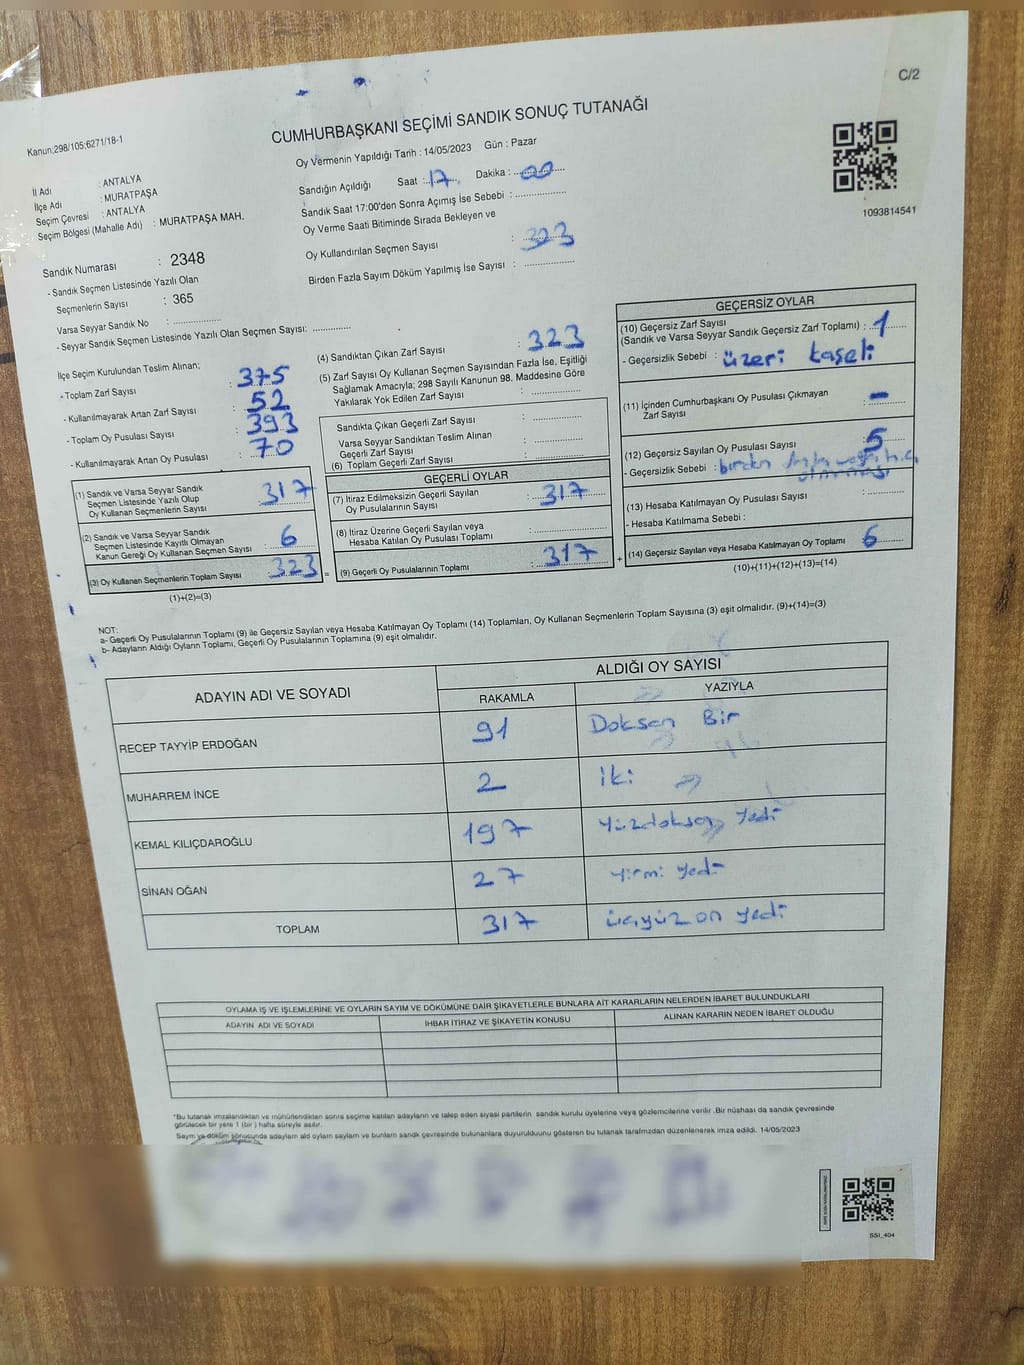 C/2
Kanun;298/105;6271/18-1
CUMHURBAŞKANI SEÇİMİ SANDIK SONUÇ TUTANAĞI
Oy Vermenin Yapıldığı Tarih : 14/05/2023 Gün : Pazar
İl Adı : ANTALYA
İlçe Adı : MURATPAŞA
Seçim Çevresi : ANTALYA
Seçim Bölgesi (Mahalle Adı) : MURATPAŞA MAH.
Sandığın Açıldığı Saat : 17 Dakika : 00
Sandık Saat 17:00'den Sonra Açımış İse Sebebi :
Oy Verme Saati Bitiminde Sırada Bekleyen ve
Oy Kullandırılan Seçmen Sayısı : 323
Birden Fazla Sayım Döküm Yapılmış İse Sayısı :
1093814541
Sandık Numarası : 2348
- Sandık Seçmen Listesinde Yazılı Olan
Seçmenlerin Sayısı : 365
Varsa Seyyar Sandık No :
- Seyyar Sandık Seçmen Listesinde Yazılı Olan Seçmen Sayısı:
İlçe Seçim Kurulundan Teslim Alınan;
- Toplam Zarf Sayısı : 375
- Kullanılmayarak Artan Zarf Sayısı : 52
- Toplam Oy Pusulası Sayısı : 393
- Kullanılmayarak Artan Oy Pusulası : 70
(1) Sandık ve Varsa Seyyar Sandık
Seçmen Listesinde Yazılı Olup
Oy Kullanan Seçmenlerin Sayısı : 317
(2) Sandık ve Varsa Seyyar Sandık
Seçmen Listesinde Kayıtlı Olmayan
Kanun Gereği Oy Kullanan Seçmen Sayısı : 6
(3) Oy Kullanan Seçmenlerin Toplam Sayısı : 323 =
(1)+(2)=(3)
(4) Sandıktan Çıkan Zarf Sayısı : 323
(5) Zarf Sayısı Oy Kullanan Seçmen Sayısından Fazla İse, Eşitliği
Sağlamak Amacıyla; 298 Sayılı Kanunun 98. Maddesine Göre
Yakılarak Yok Edilen Zarf Sayısı :
Sandıkta Çıkan Geçerli Zarf Sayısı :
Varsa Seyyar Sandıktan Teslim Alınan
Geçerli Zarf Sayısı :
(6) Toplam Geçerli Zarf Sayısı :
GEÇERLİ OYLAR
(7) İtiraz Edilmeksizin Geçerli Sayılan
Oy Pusulalarının Sayısı : 317
(8) İtiraz Üzerine Geçerli Sayılan veya
Hesaba Katılan Oy Pusulası Toplamı :
(9) Geçerli Oy Pusulalarının Toplamı : 317 +
GEÇERSİZ OYLAR
(10) Geçersiz Zarf Sayısı
(Sandık ve Varsa Seyyar Sandık Geçersiz Zarf Toplamı) : 1
- Geçersizlik Sebebi : üzeri kaşeli
(11) İçinden Cumhurbaşkanı Oy Pusulası Çıkmayan
Zarf Sayısı : -
(12) Geçersiz Sayılan Oy Pusulası Sayısı : 5
- Geçersizlik Sebebi : birden fazla
olunması
(13) Hesaba Katılmayan Oy Pusulası Sayısı :
- Hesaba Katılmama Sebebi :
(14) Geçersiz Sayılan veya Hesaba Katılmayan Oy Toplamı : 6
(10)+(11)+(12)+(13)=(14)
NOT:
a- Geçerli Oy Pusulalarının Toplamı (9) ile Geçersiz Sayılan veya Hesaba Katılmayan Oy Toplamı (14) Toplamları, Oy Kullanan Seçmenlerin Toplam Sayısına (3) eşit olmalıdır. (9)+(14)=(3)
b- Adayların Aldığı Oyların Toplamı, Geçerli Oy Pusulalarının Toplamına (9) eşit olmalıdır.
ADAYIN ADI VE SOYADI ALDIĞI OY SAYISI
RAKAMLA YAZIYLA
RECEP TAYYİP ERDOĞAN 91 Doksan Bir
MUHARREM İNCE 2 iki
KEMAL KILIÇDAROĞLU 197 Yüzdoksan yedi
SİNAN OĞAN 27 Yirmi yedi
TOPLAM 317 üçyüz on yedi
OYLAMA İŞ VE İŞLEMLERİNE VE OYLARIN SAYIM VE DÖKÜMÜNE DAİR ŞİKAYETLERLE BUNLARA AİT KARARLARIN NELERDEN İBARET BULUNDUKLARI
ADAYIN ADI VE SOYADI İHBAR İTİRAZ VE ŞİKAYETİN KONUSU ALINAN KARARIN NEDEN İBARET OLDUĞU
"Bu tutanak imzalandıktan ve mühürlendikten sonra seçime katılan adayların ve talep eden siyasi partilerin sandık kurulu üyelerine veya gözlemcilerine verilir .Bir nüshası da sandık çevresinde
görülecek bir yere 1 (bir ) hafta süreyle asılır.
Sayım ve döküm sonucunda adayların ald oyların sayları ve bunların sandık çevresinde bulunanlara duyurulduunu gösteren bu tutanak tarafmzdan düzenlenerek imza edildi. 14/05/2023
SSI_404